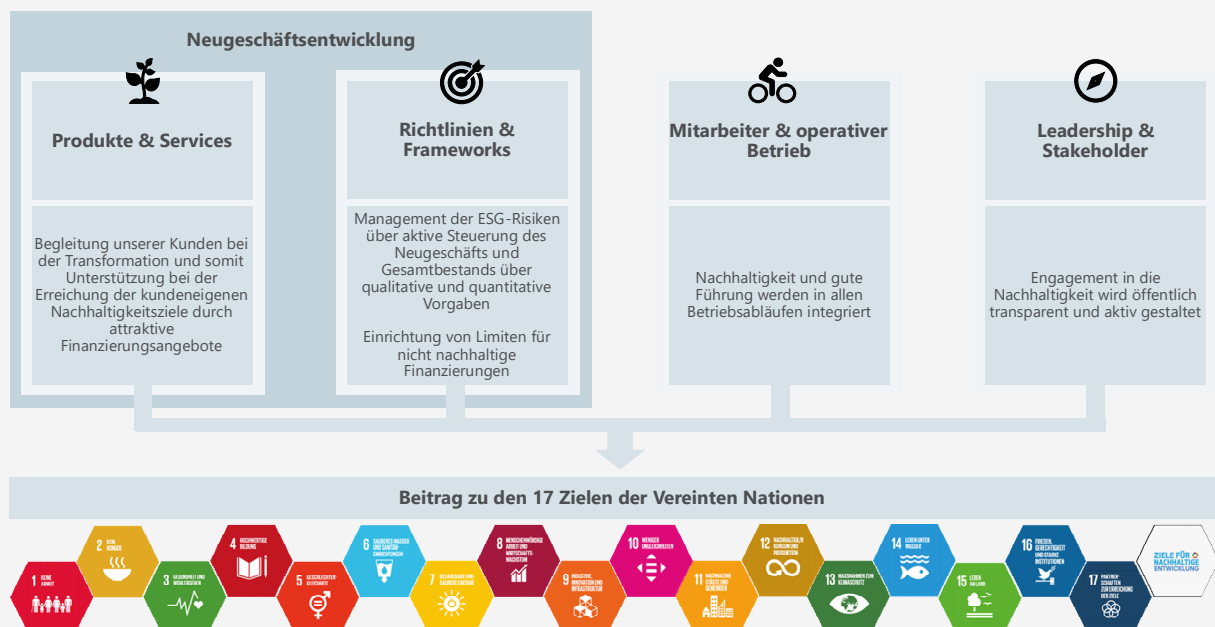 Neugeschäftsentwicklung
Produkte & Services
Begleitung unserer Kunden bei
der Transformation und somit
Unterstützung bei der
Erreichung der kundeneigenen
Nachhaltigkeitsziele durch
attraktive
Finanzierungsangebote
Richtlinien &
Frameworks
Management der ESG-Risiken
über aktive Steuerung des
Neugeschäfts und
Gesamtbestands über
qualitative und quantitative
Vorgaben
Einrichtung von Limiten für
nicht nachhaltige
Finanzierungen
Mitarbeiter & operativer
Betrieb
Nachhaltigkeit und gute
Führung werden in allen
Betriebsabläufen integriert
Leadership &
Stakeholder
Engagement in die
Nachhaltigkeit wird öffentlich
transparent und aktiv gestaltet
Beitrag zu den 17 Zielen der Vereinten Nationen
1 KEINE
ARMUT
2 KEIN
HUNGER
3 GESUNDHEIT UND
WOHLERGEHEN
4 HOCHWERTIGE
BILDUNG
5 GESCHLECHTER-
GLEICHHEIT
6 SAUBERES WASSER
UND SANITÄR-
EINRICHTUNGEN
7 BEZAHLBARE UND
SAUBERE ENERGIE
8 MENSCHENWÜRDIGE
ARBEIT UND
WIRTSCHAFTS-
WACHSTUM
9 INDUSTRIE,
INNOVATION UND
INFRASTRUKTUR
10 WENIGER
UNGLEICHHEITEN
11 NACHHALTIGE
STÄDTE UND
GEMEINDEN
12 NACHHALTIGE/R
KONSUM UND
PRODUKTION
13 MASSNAHMEN ZUM
KLIMASCHUTZ
14 LEBEN UNTER
WASSER
15 LEBEN
AN LAND
16 FRIEDEN,
GERECHTIGKEIT
UND STARKE
INSTITUTIONEN
17 PARTNER-
SCHAFTEN
ZUR ERREICHUNG
DER ZIELE
ZIELE FÜR
NACHHALTIGE
ENTWICKLUNG